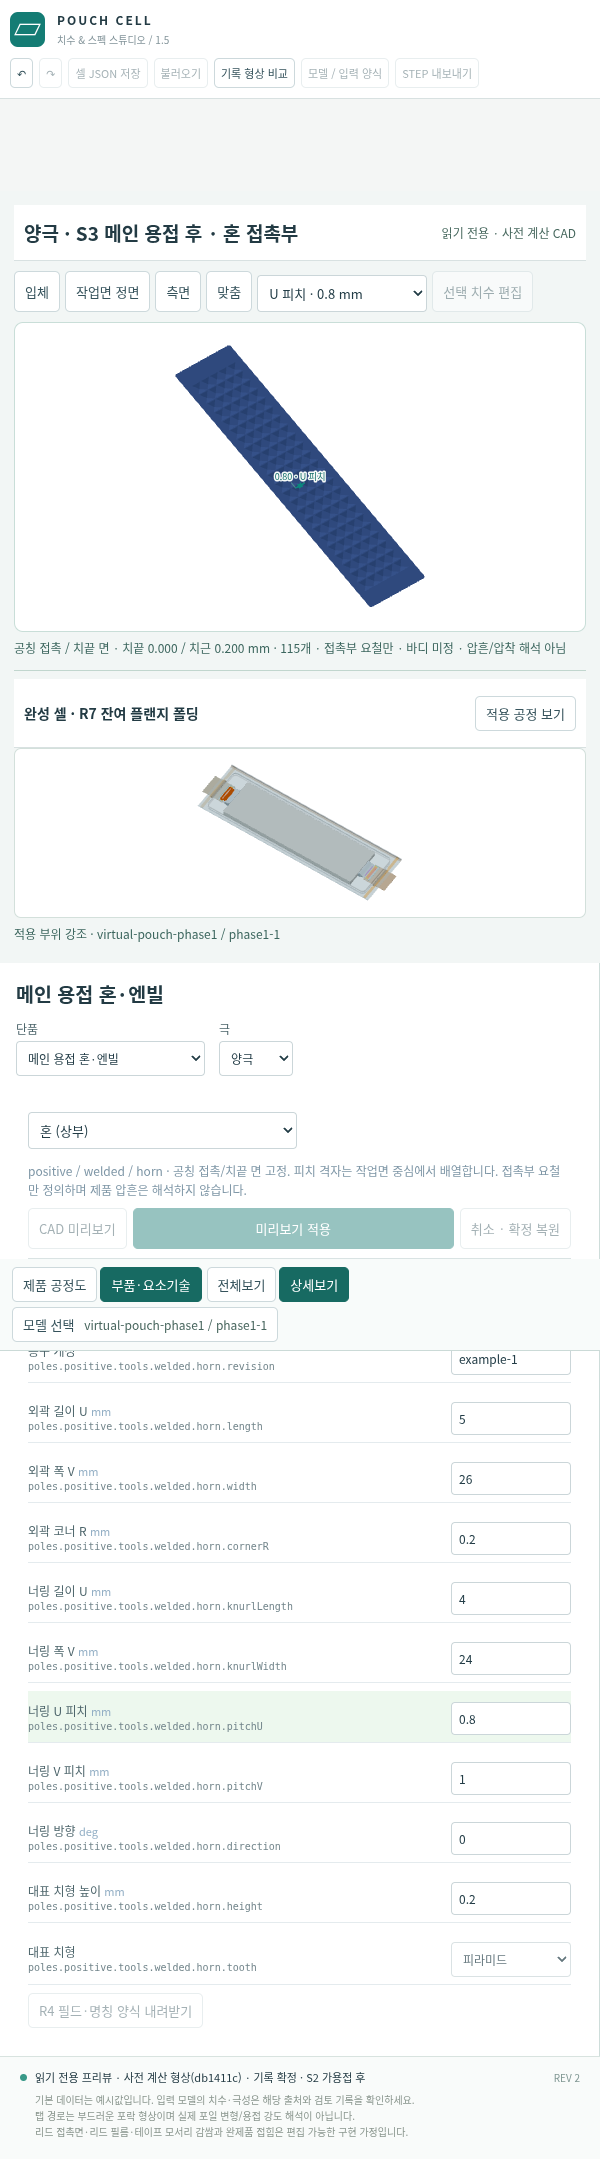 POUCH CELL
치수 & 스펙 스튜디오 / 1.5
↶
↷
셀 JSON 저장
불러오기
기록 형상 비교
모델 / 입력 양식
STEP 내보내기
양극 · S3 메인 용접 후 · 혼 접촉부
읽기 전용 · 사전 계산 CAD
입체
작업면 정면
측면
맞춤
U 피치 · 0.8 mm
선택 치수 편집
0.80 · U 피치
공칭 접촉 / 치끝 면 · 치끝 0.000 / 치근 0.200 mm · 115개 · 접촉부 요철만 · 바디 미정 · 압흔/압착 해석 아님
완성 셀 · R7 잔여 플랜지 폴딩
적용 공정 보기
적용 부위 강조 · virtual-pouch-phase1 / phase1-1
메인 용접 혼·엔빌
단품
극
메인 용접 혼·엔빌
양극
혼 (상부)
positive / welded / horn · 공칭 접촉/치끝 면 고정. 피치 격자는 작업면 중심에서 배열합니다. 접촉부 요철
만 정의하며 제품 압흔은 해석하지 않습니다.
CAD 미리보기
미리보기 적용
취소 · 확정 복원
제품 공정도
부품·요소기술
전체보기
상세보기
모델 선택 virtual-pouch-phase1 / phase1-1
poles.positive.tools.welded.horn.revision
example-1
외곽 길이 U mm
poles.positive.tools.welded.horn.length
5
외곽 폭 V mm
poles.positive.tools.welded.horn.width
26
외곽 코너 R mm
poles.positive.tools.welded.horn.cornerR
0.2
너링 길이 U mm
poles.positive.tools.welded.horn.knurlLength
4
너링 폭 V mm
poles.positive.tools.welded.horn.knurlWidth
24
너링 U 피치 mm
poles.positive.tools.welded.horn.pitchU
0.8
너링 V 피치 mm
poles.positive.tools.welded.horn.pitchV
1
너링 방향 deg
poles.positive.tools.welded.horn.direction
0
대표 치형 높이 mm
poles.positive.tools.welded.horn.height
0.2
대표 치형
poles.positive.tools.welded.horn.tooth
피라미드
R4 필드·명칭 양식 내려받기
읽기 전용 프리뷰 · 사전 계산 형상(db1411c) · 기록 확정 · S2 가용접 후
REV 2
기본 데이터는 예시값입니다. 입력 모델의 치수·극성은 해당 출처와 검토 기록을 확인하세요.
탭 경로는 부드러운 포락 형상이며 실제 포일 변형/용접 강도 해석이 아닙니다.
리드 접촉면·리드 필름·테이프 모서리 감쌈과 완제품 접힘은 편집 가능한 구현 가정입니다.